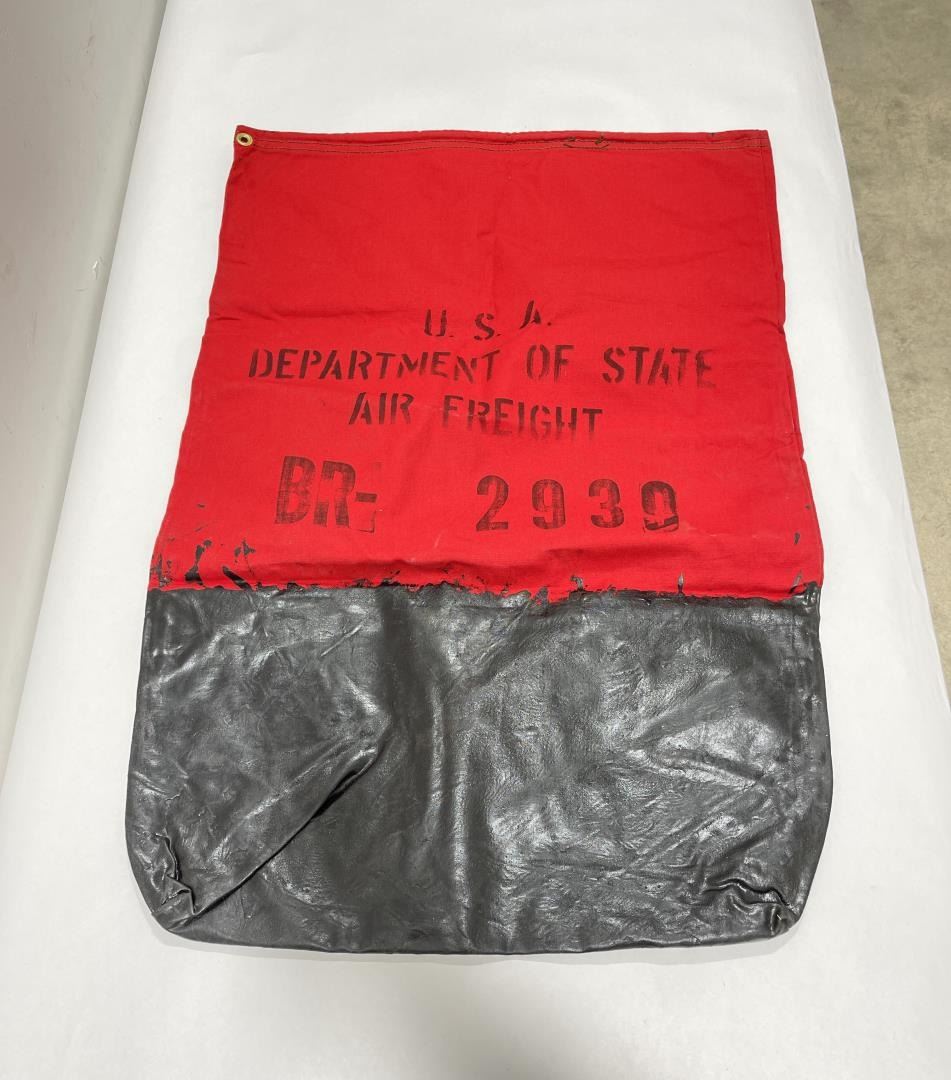 U. S. A.
DEPARTMENT OF STATE
AIR FREIGHT
BR- 2939